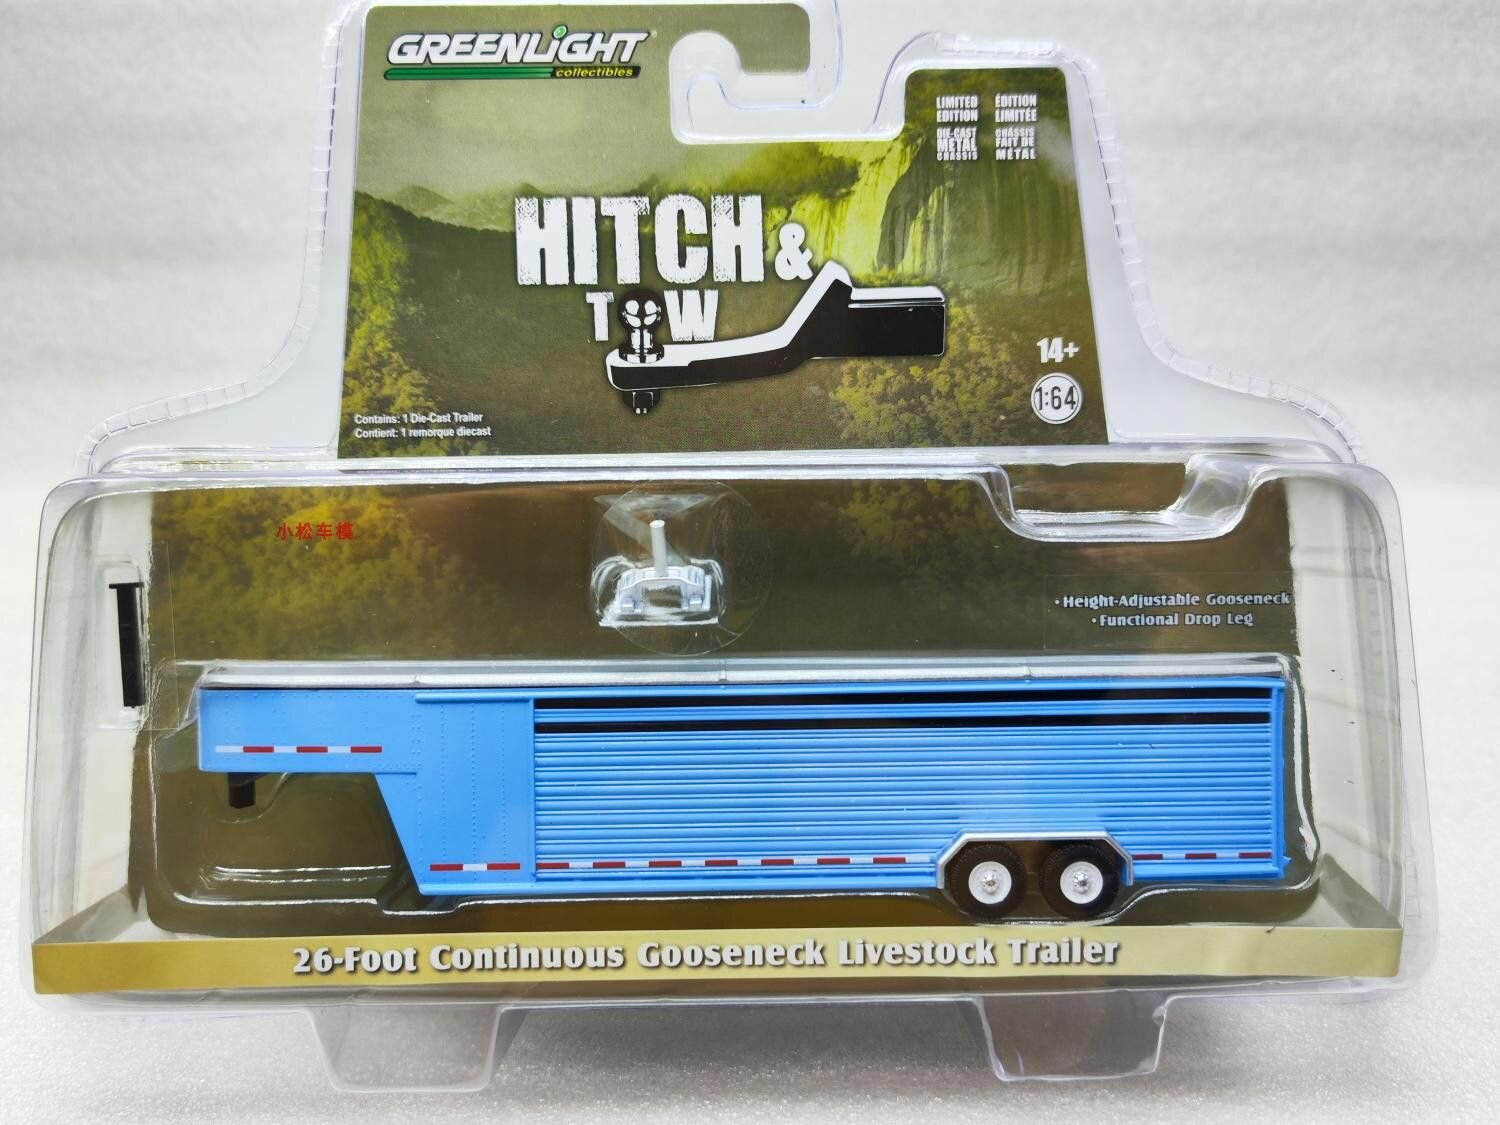 GREENLiGHT
collectibles
LIMITED EDITION
DIE-CAST METAL CHASSIS
ÉDITION LIMITÉE
CHÂSSIS FAIT DE MÉTAL
HITCH &
TOW
14+
1:64
Contains: 1 Die-Cast Trailer
Contient: 1 remorque diecast
小松车模
• Height-Adjustable Gooseneck
• Functional Drop Leg
26-Foot Continuous Gooseneck Livestock Trailer